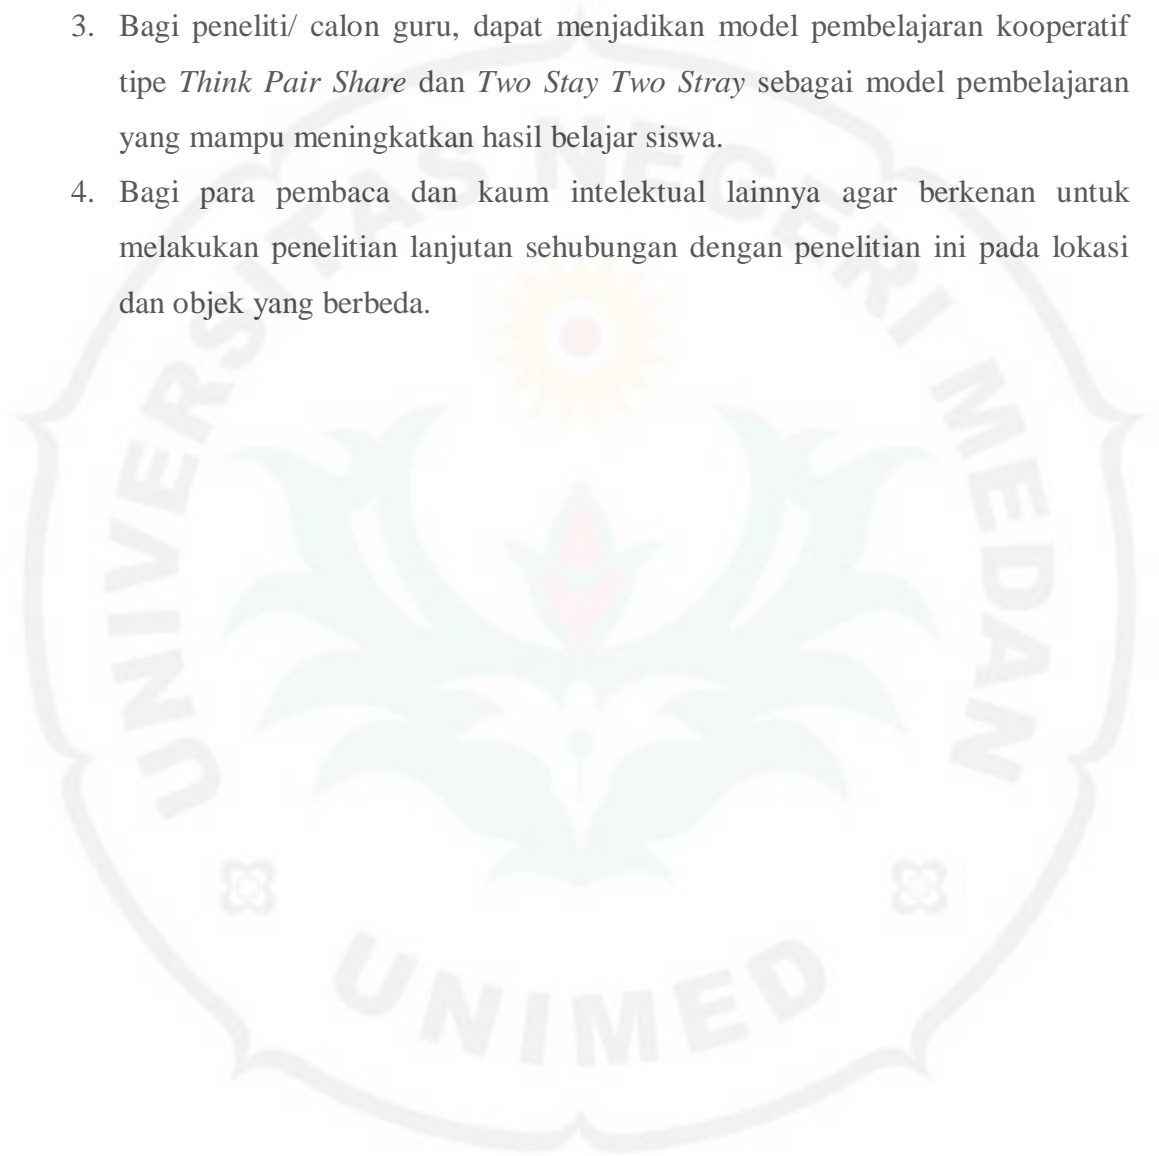 3. Bagi peneliti/ calon guru, dapat menjadikan model pembelajaran kooperatif
tipe Think Pair Share dan Two Stay Two Stray sebagai model pembelajaran
yang mampu meningkatkan hasil belajar siswa.
4. Bagi para pembaca dan kaum intelektual lainnya agar berkenan untuk
melakukan penelitian lanjutan sehubungan dengan penelitian ini pada lokasi
dan objek yang berbeda.
UNIVERSITAS NEGERI MEDAN
UNIMED